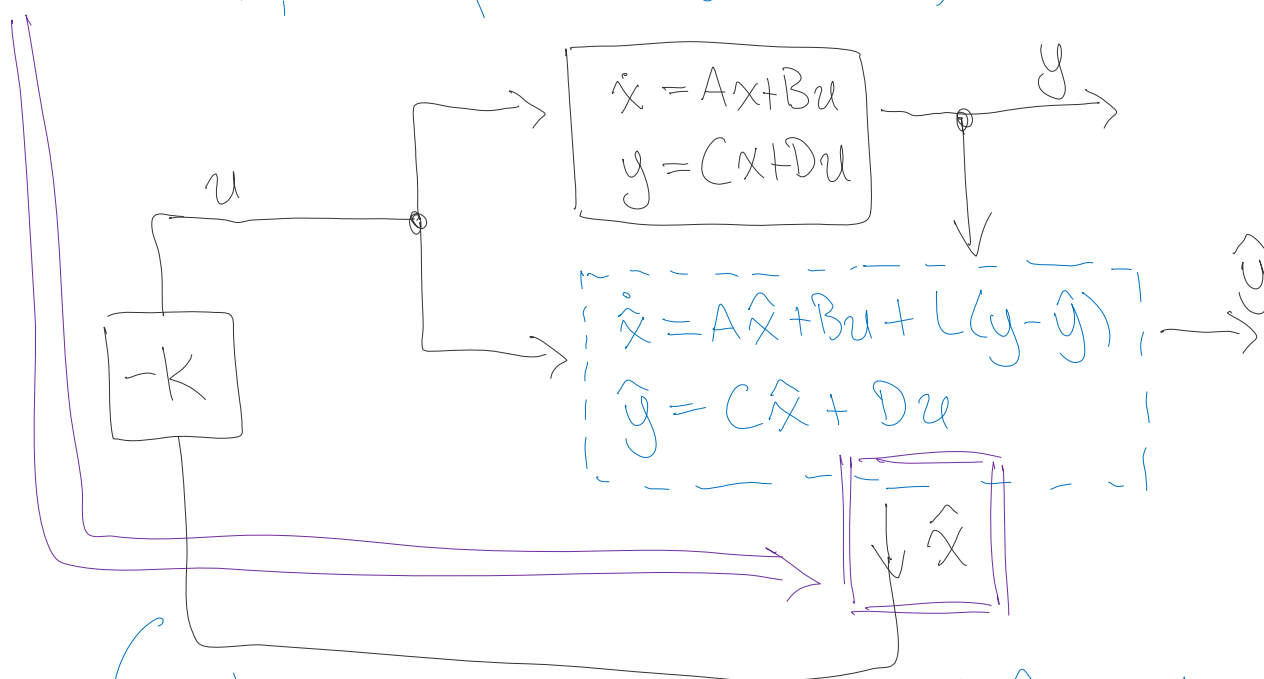 y
ẋ = Ax+Bu
y = Cx+Du
u
x̂̇ = Ax̂+Bu+L(y-ŷ)
ŷ = Cx̂+Du
-K
x̂